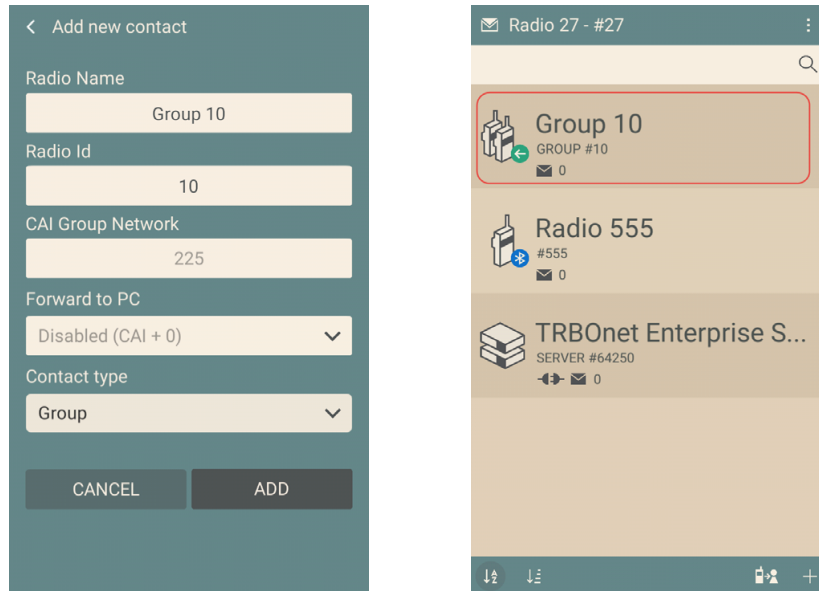 Add new contact
Radio Name
Group 10
Radio Id
10
CAI Group Network
225
Forward to PC
Disabled (CAI + 0)
Contact type
Group
CANCEL ADD
Radio 27 - #27
Group 10
GROUP #10
0
Radio 555
#555
0
TRBOnet Enterprise S...
SERVER #64250
0